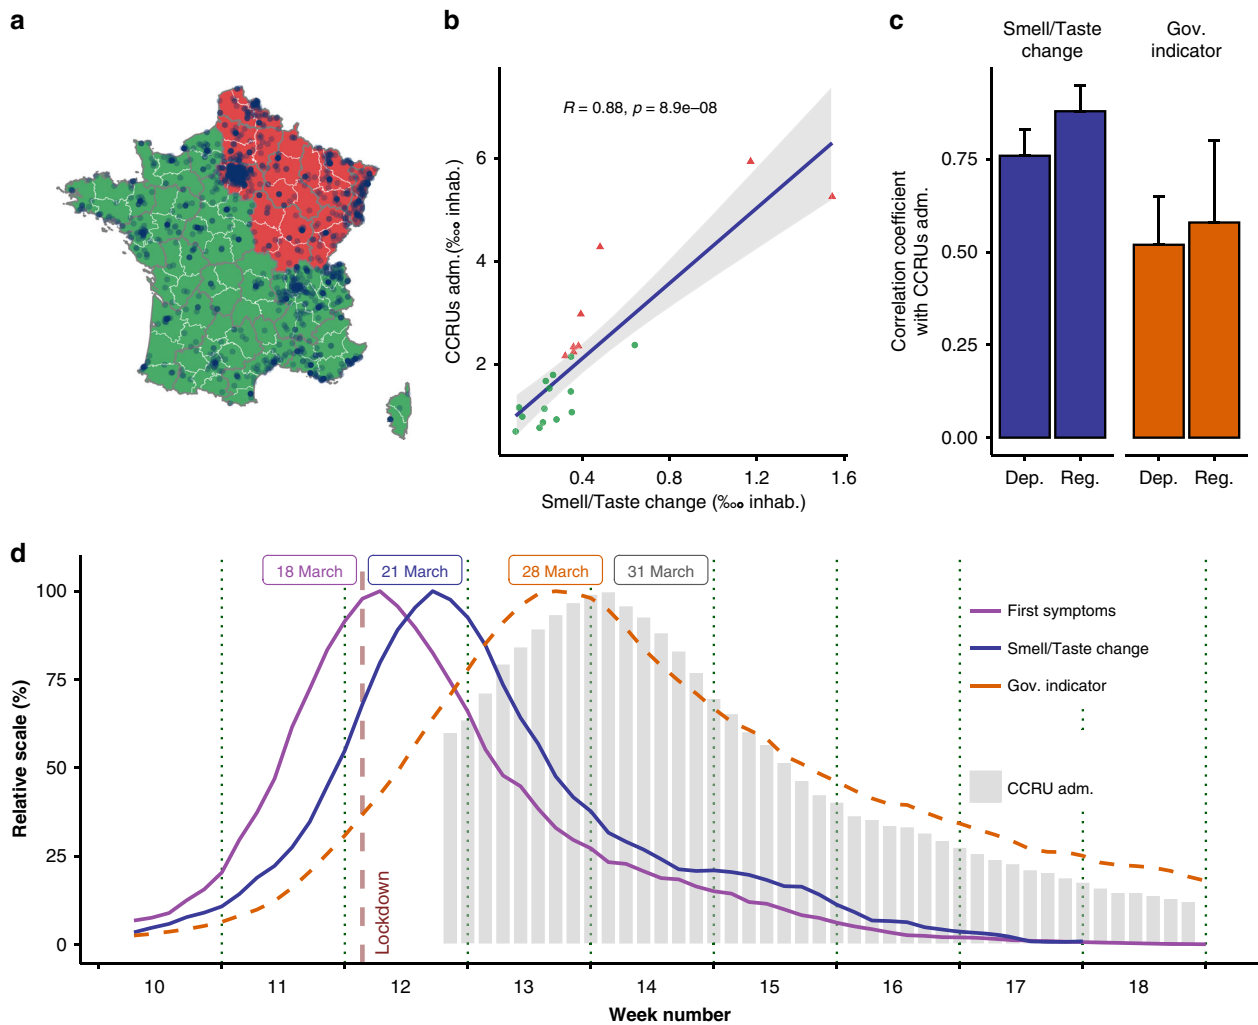 a
b
c
Smell/Taste
change
Gov.
indicator
R = 0.88, p = 8.9e–08
CCRUs adm.(‱ inhab.)
6
4
2
0.4
0.8
1.2
1.6
Smell/Taste change (‱ inhab.)
Correlation coefficient
with CCRUs adm.
0.75
0.50
0.25
0.00
Dep.
Reg.
Dep.
Reg.
d
18 March
21 March
28 March
31 March
Relative scale (%)
100
75
50
25
0
Lockdown
First symptoms
Smell/Taste change
Gov. indicator
CCRU adm.
10
11
12
13
14
15
16
17
18
Week number